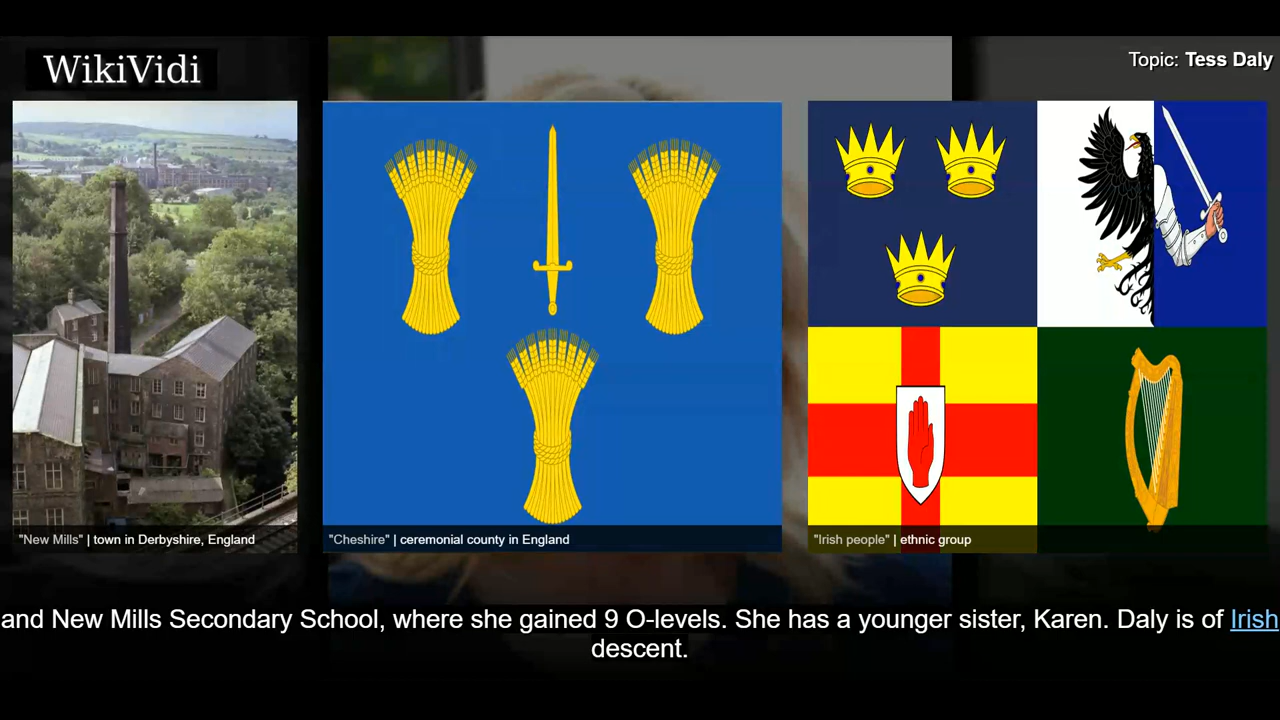 WikiVidi
Topic: Tess Daly
"New Mills" | town in Derbyshire, England
"Cheshire" | ceremonial county in England
"Irish people" | ethnic group
and New Mills Secondary School, where she gained 9 O-levels. She has a younger sister, Karen. Daly is of Irish
descent.